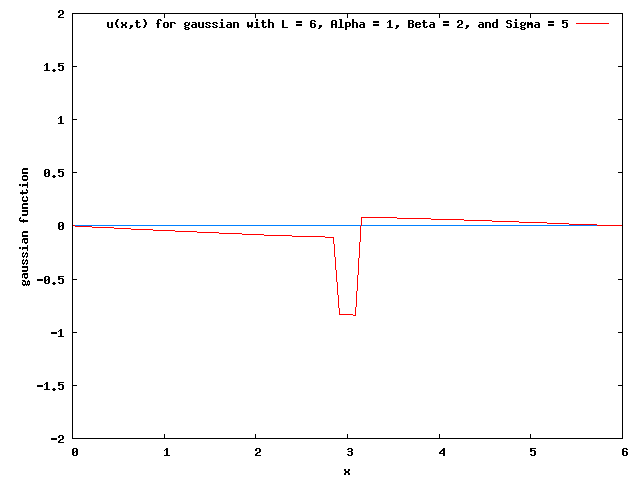 u(x,t) for gaussian with L = 6, Alpha = 1, Beta = 2, and Sigma = 5
2
1.5
1
0.5
0
-0.5
-1
-1.5
-2
gaussian function
0 1 2 3 4 5 6
x